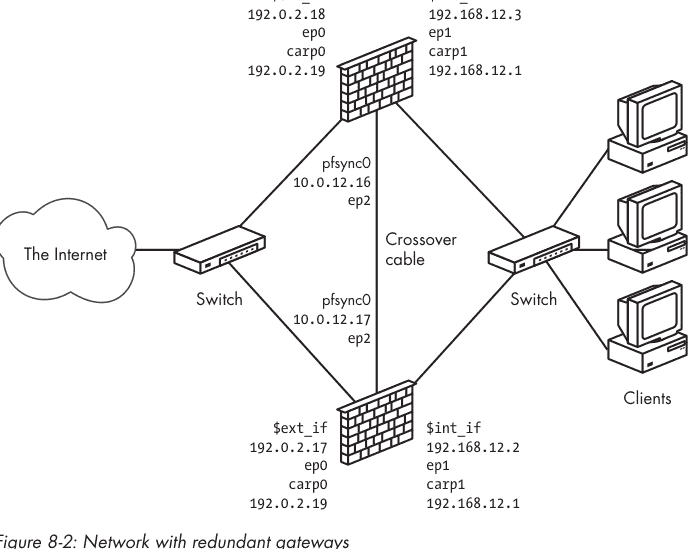 192.0.2.18
ep0
carp0
192.0.2.19
192.168.12.3
ep1
carp1
192.168.12.1
pfsync0
10.0.12.16
ep2
Crossover
cable
The Internet
Switch
Switch
pfsync0
10.0.12.17
ep2
Clients
$ext_if
192.0.2.17
ep0
carp0
192.0.2.19
$int_if
192.168.12.2
ep1
carp1
192.168.12.1
Figure 8-2: Network with redundant gateways